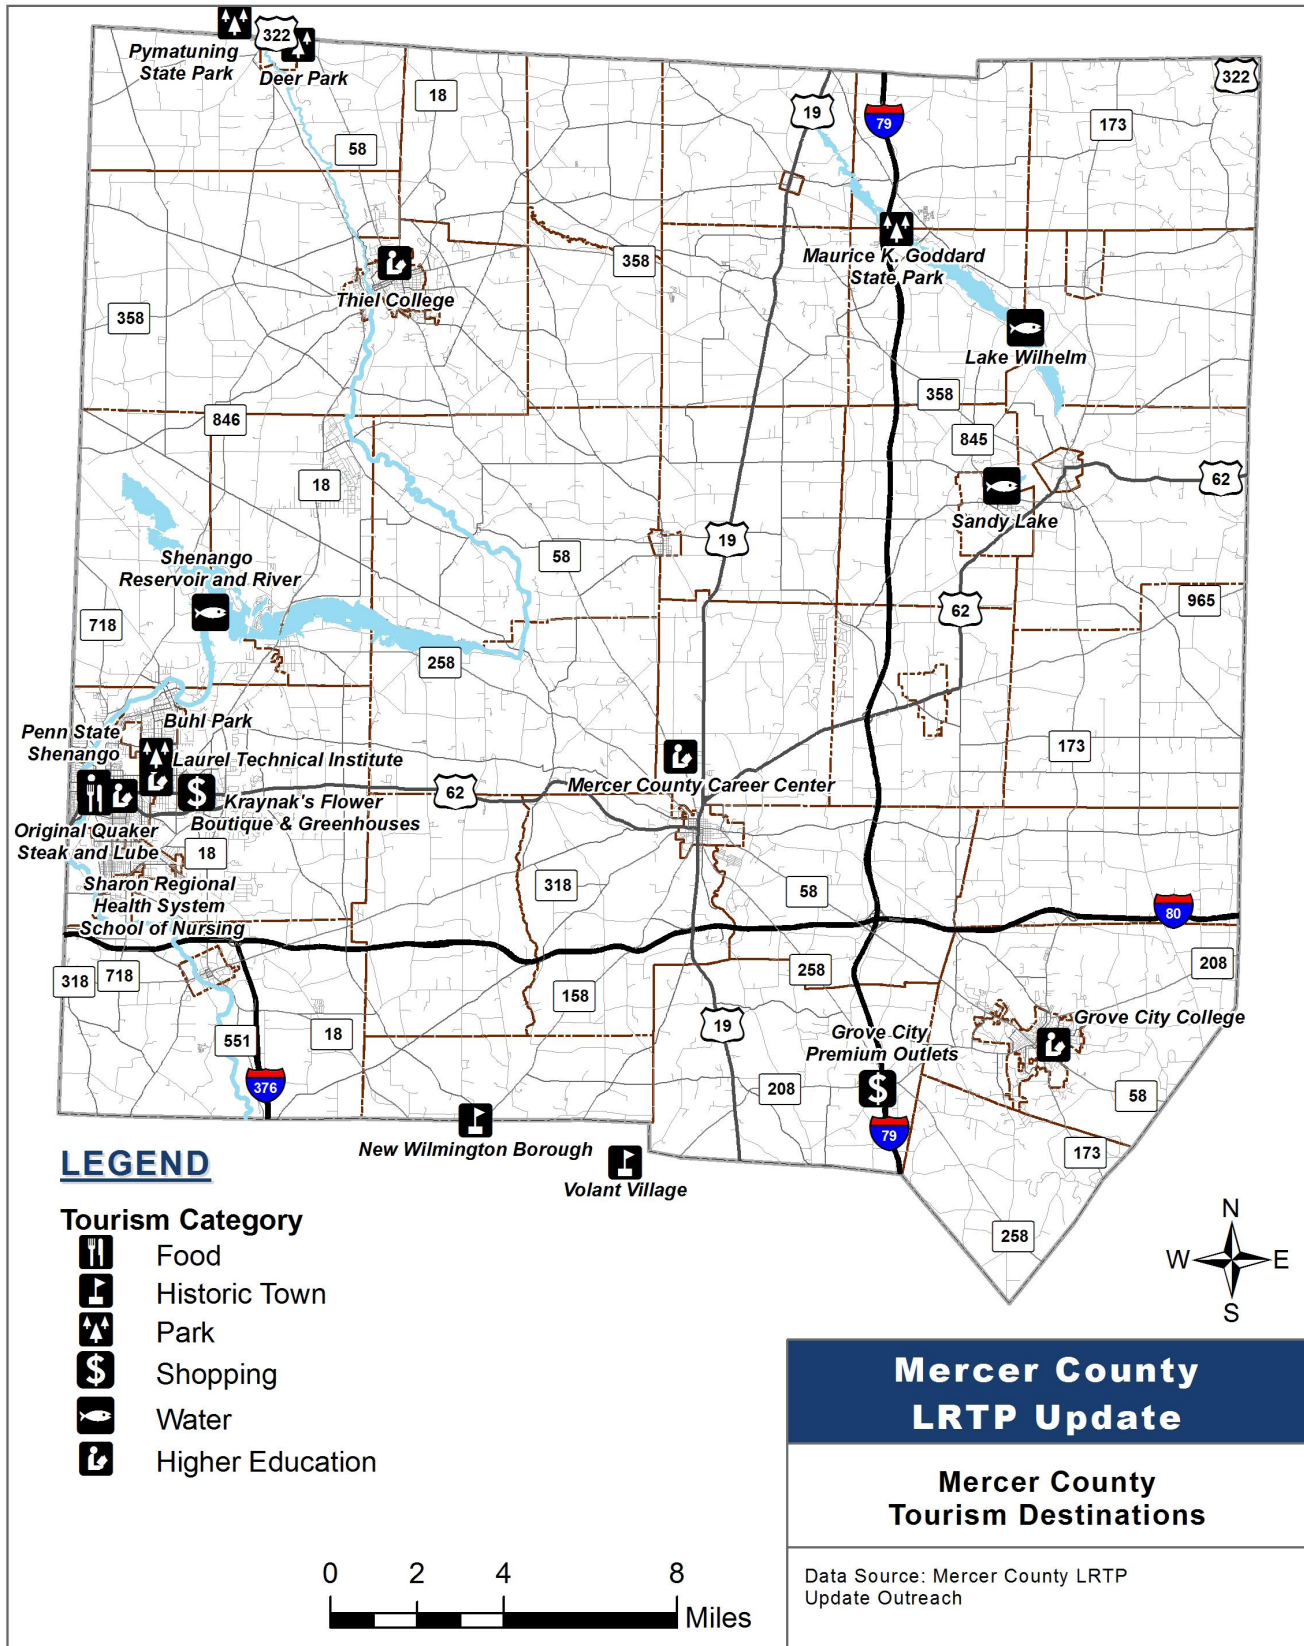 322
Pymatuning
State Park
Deer Park
18
19
79
322
173
58
358
Maurice K. Goddard
State Park
Thiel College
358
Lake Wilhelm
358
846
845
18
62
Sandy Lake
19
58
Shenango
Reservoir and River
965
62
718
258
Buhl Park
Penn State
Shenango
173
Laurel Technical Institute
62
Mercer County Career Center
Kraynak's Flower
Boutique & Greenhouses
Original Quaker
Steak and Lube
18
Sharon Regional
Health System
School of Nursing
318
58
80
318
718
258
208
158
Grove City College
19
551
18
Grove City
Premium Outlets
376
208
58
79
New Wilmington Borough
173
Volant Village
258
LEGEND
Tourism Category
Food
Historic Town
Park
Shopping
Water
Higher Education
N
W
E
S
Mercer County
LRTP Update
Mercer County
Tourism Destinations
0 2 4 8
Miles
Data Source: Mercer County LRTP
Update Outreach